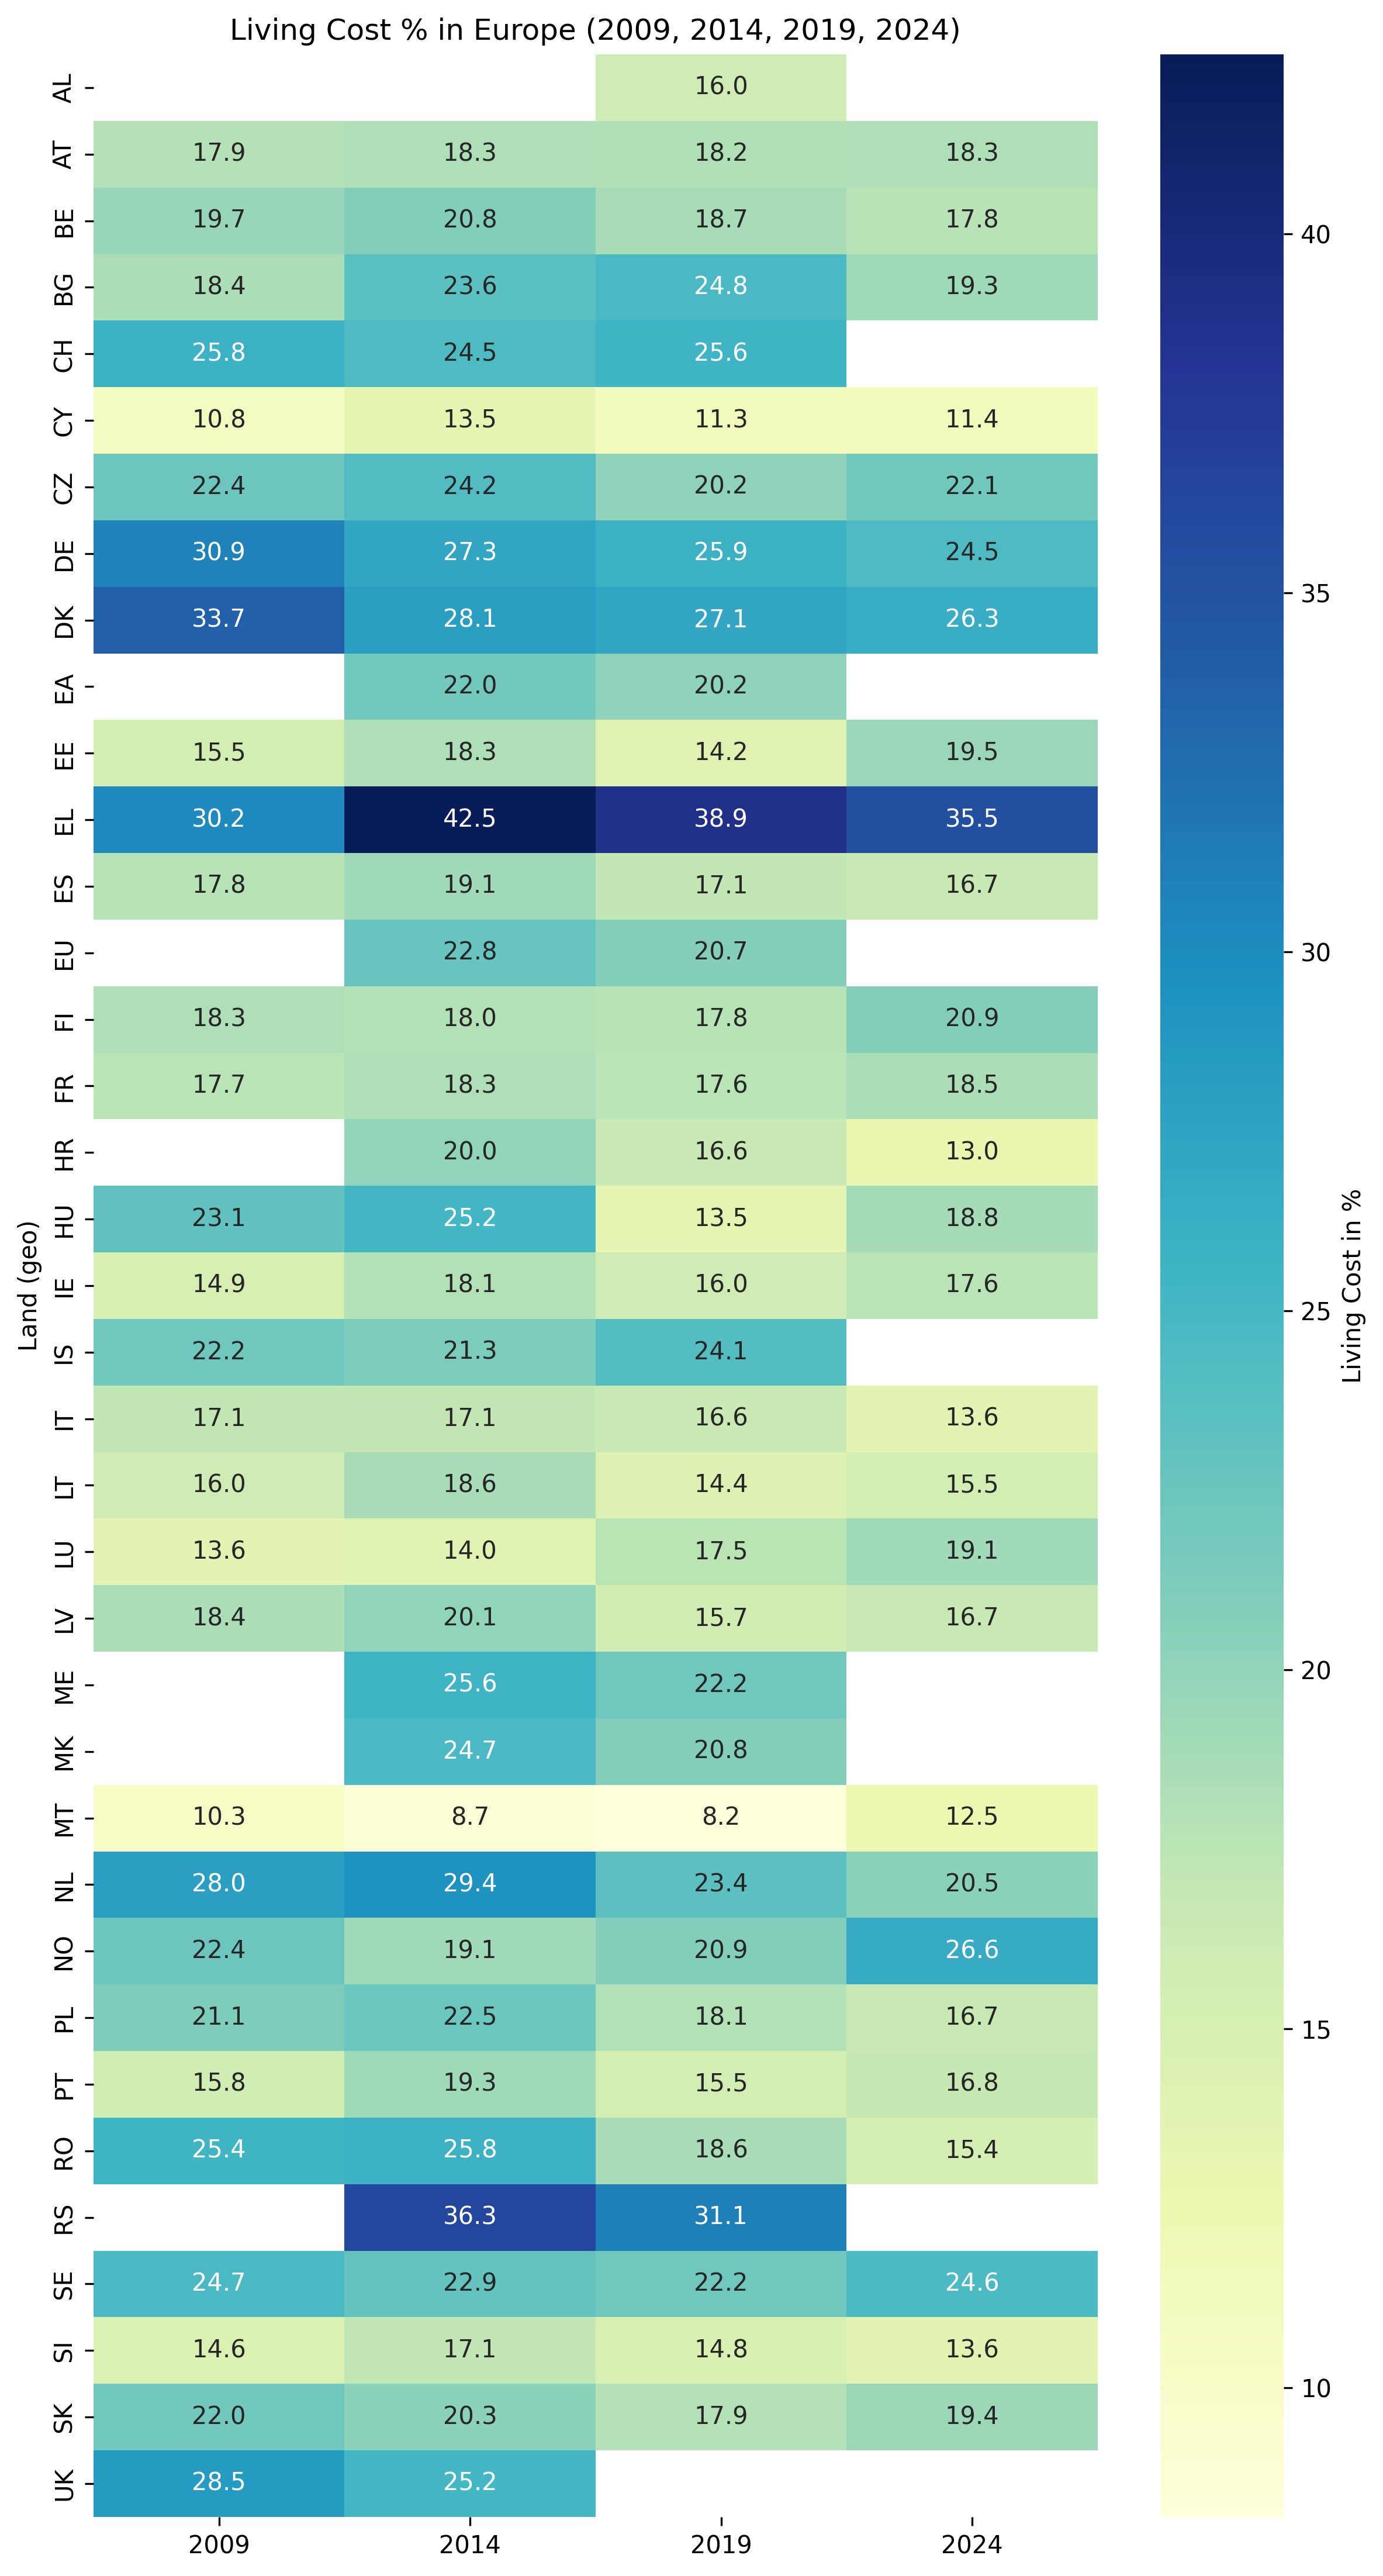 Living Cost % in Europe (2009, 2014, 2019, 2024)
AL 16.0
AT 17.9 18.3 18.2 18.3
BE 19.7 20.8 18.7 17.8
BG 18.4 23.6 24.8 19.3
CH 25.8 24.5 25.6
CY 10.8 13.5 11.3 11.4
CZ 22.4 24.2 20.2 22.1
DE 30.9 27.3 25.9 24.5
DK 33.7 28.1 27.1 26.3
EA 22.0 20.2
EE 15.5 18.3 14.2 19.5
EL 30.2 42.5 38.9 35.5
ES 17.8 19.1 17.1 16.7
EU 22.8 20.7
FI 18.3 18.0 17.8 20.9
FR 17.7 18.3 17.6 18.5
HR 20.0 16.6 13.0
HU 23.1 25.2 13.5 18.8
IE 14.9 18.1 16.0 17.6
IS 22.2 21.3 24.1
IT 17.1 17.1 16.6 13.6
LT 16.0 18.6 14.4 15.5
LU 13.6 14.0 17.5 19.1
LV 18.4 20.1 15.7 16.7
ME 25.6 22.2
MK 24.7 20.8
MT 10.3 8.7 8.2 12.5
NL 28.0 29.4 23.4 20.5
NO 22.4 19.1 20.9 26.6
PL 21.1 22.5 18.1 16.7
PT 15.8 19.3 15.5 16.8
RO 25.4 25.8 18.6 15.4
RS 36.3 31.1
SE 24.7 22.9 22.2 24.6
SI 14.6 17.1 14.8 13.6
SK 22.0 20.3 17.9 19.4
UK 28.5 25.2
2009 2014 2019 2024
Land (geo)
40
35
30
25
20
15
10
Living Cost in %